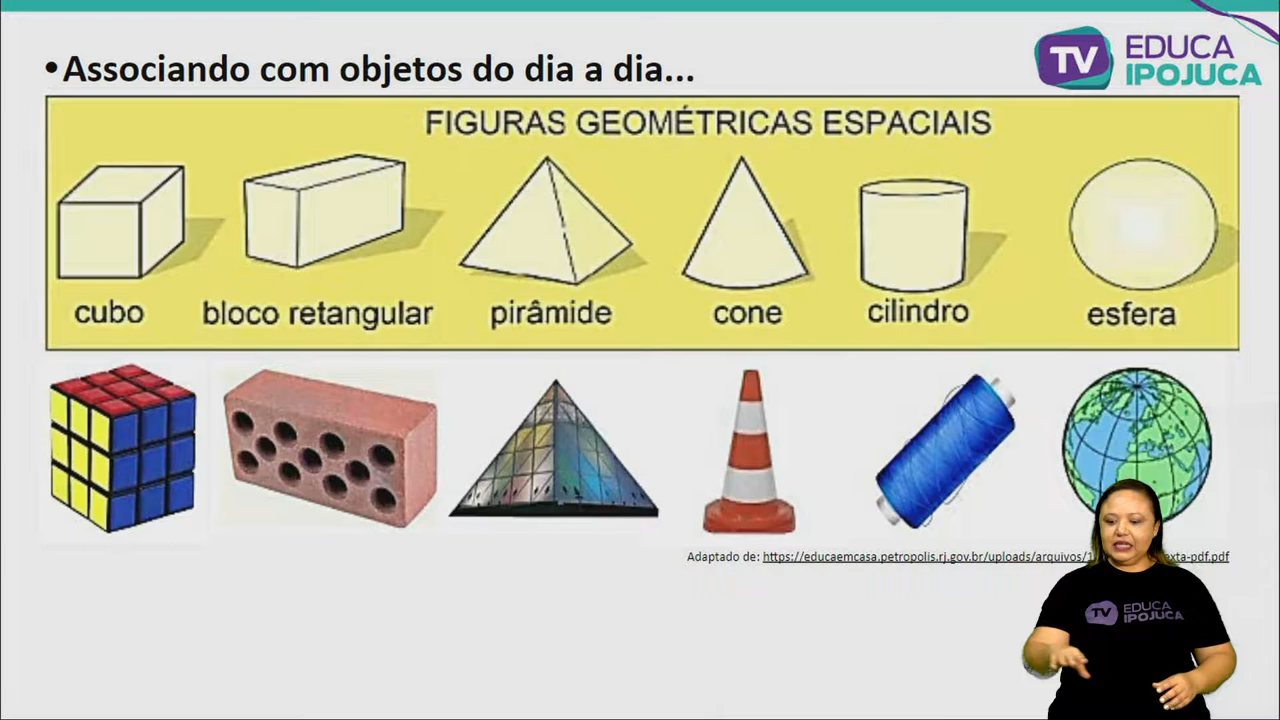 •Associando com objetos do dia a dia...
TV EDUCA
IPOJUCA
FIGURAS GEOMÉTRICAS ESPACIAIS
cubo bloco retangular pirâmide cone cilindro esfera
Adaptado de: https://educaemcasa.petropolis.rj.gov.br/uploads/arquivos/1 exta-pdf.pdf
TV EDUCA
IPOJUCA